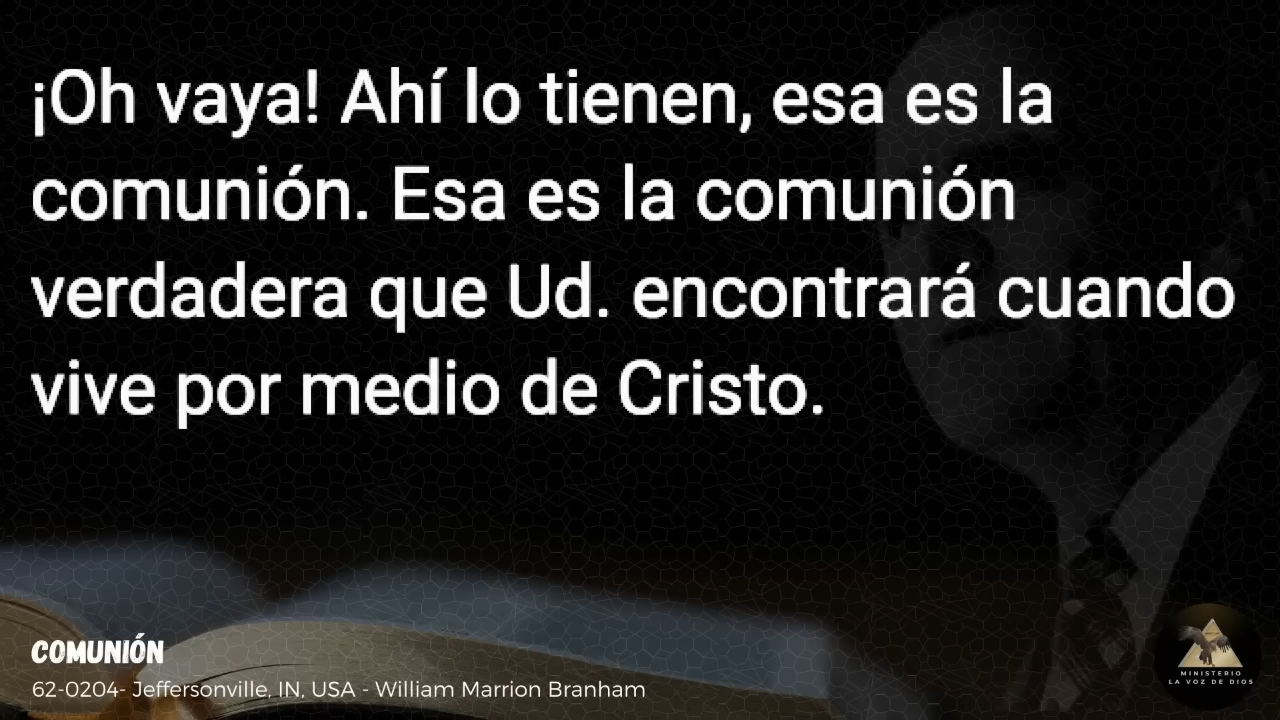 ¡Oh vaya! Ahí lo tienen, esa es la
comunión. Esa es la comunión
verdadera que Ud. encontrará cuando
vive por medio de Cristo.
COMUNIÓN
62-0204- Jeffersonville, IN, USA - William Marrion Branham
MINISTERIO
LA VOZ DE DIOS